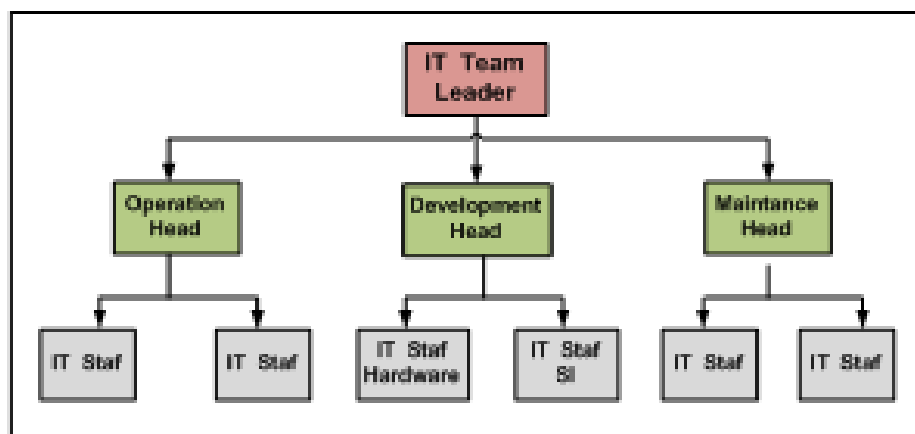 IT Team
Leader
Operation
Head
Development
Head
Maintance
Head
IT Staf
IT Staf
IT Staf
Hardware
IT Staf
SI
IT Staf
IT Staf